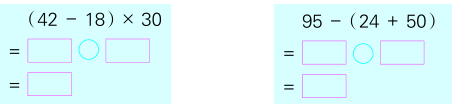 (42 − 18) × 30
=
=
95 − (24 + 50)
=
=